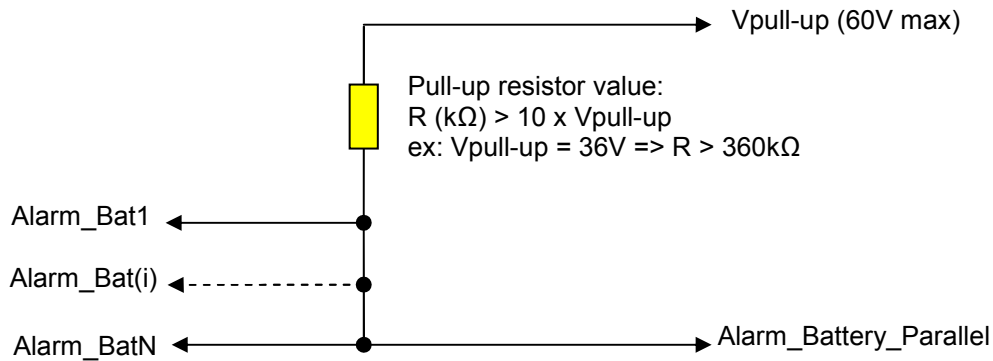 Vpull-up (60V max)
Pull-up resistor value:
R (kΩ) > 10 x Vpull-up
ex: Vpull-up = 36V => R > 360kΩ
Alarm_Bat1
Alarm_Bat(i)
Alarm_BatN
Alarm_Battery_Parallel